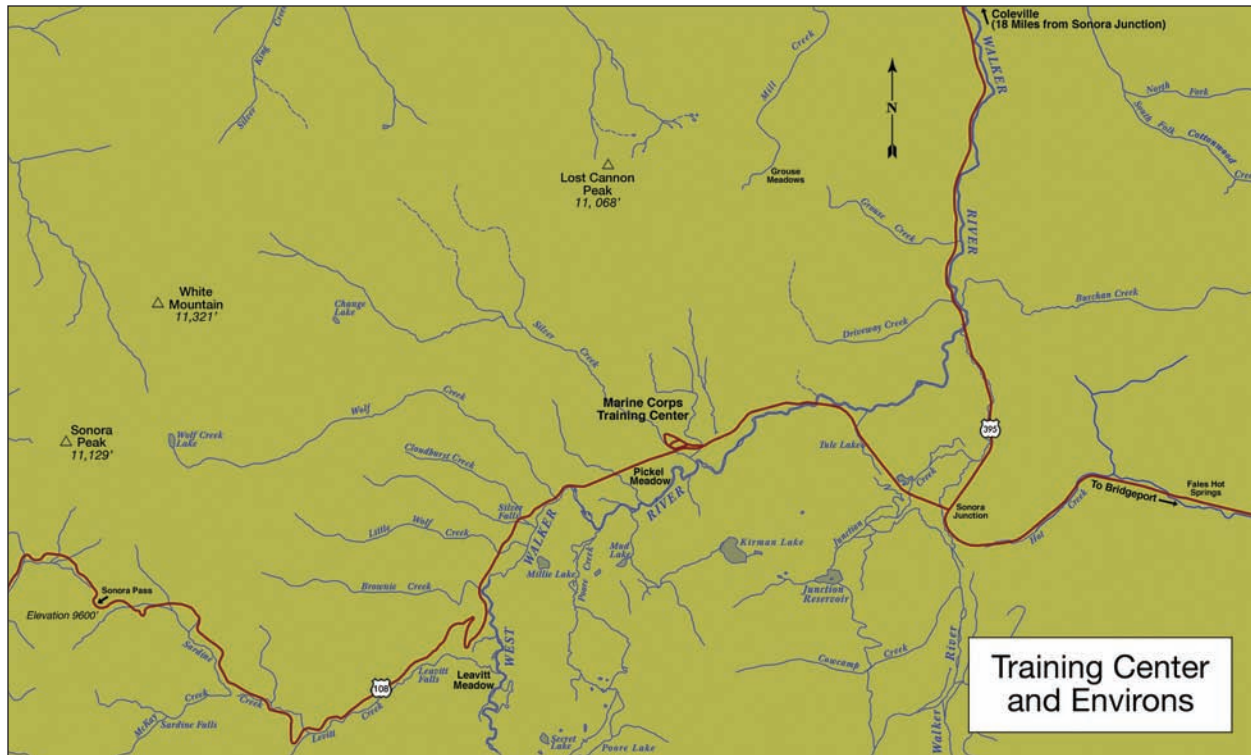 Coleville
(18 Miles from Sonora Junction)
King
Creek
Silver
Mill
Creek
WALKER
RIVER
N
North
Fork
South Folk Cottonwood
Lost Cannon
Peak
11, 068'
Grouse
Meadows
Grouse
Creek
White
Mountain
11,321'
Silver
Creek
Driveway Creek
Marine Corps
Training Center
Sonora
Peak
11,129'
Wolf Creek
Lake
Wolf
Creek
Cloudburst Creek
395
Pickel
Meadow
Tule Lake
Creek
Junction
To Bridgeport
Fales Hot
Springs
Sonora
Junction
Hot
Creek
Silver
Falls
Little
Wolf
Creek
WALKER
RIVER
Mud
Lake
Kirman Lake
Millie Lake
Poore Creek
Junction
Reservoir
Brownie Creek
Sonora Pass
Elevation 9600'
WEST
Leavitt
Falls
Leavitt
Meadow
108
Sardine
Creek
McKay
Creek
Sardine Falls
Levitt
Creek
Secret
Lake
Poore Lake
Cowcamp
Creek
River
Walker
Training Center
and Environs